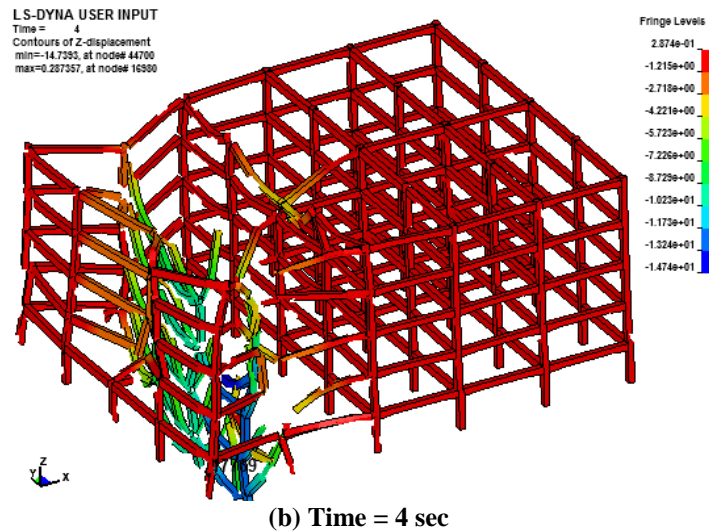 LS-DYNA USER INPUT
Time = 4
Contours of Z-displacement
min=-14.7393, at node# 44700
max=0.287357, at node# 16980
Fringe Levels
2.874e-01
-1.215e+00
-2.718e+00
-4.221e+00
-5.723e+00
-7.226e+00
-8.729e+00
-1.023e+01
-1.173e+01
-1.324e+01
-1.474e+01
Z
Y
X
(b) Time = 4 sec